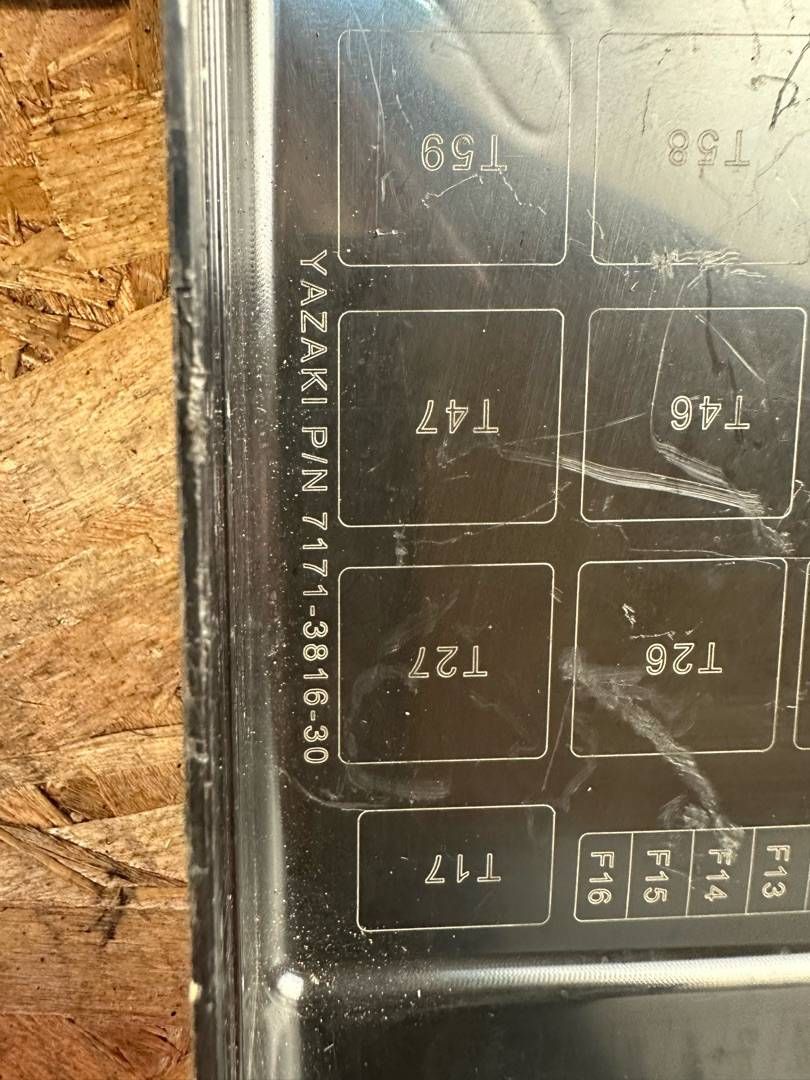 T59
T58
YAZAKI P/N 7171-3816-30
T47
T46
T27
T26
T17
F16
F15
F14
F13